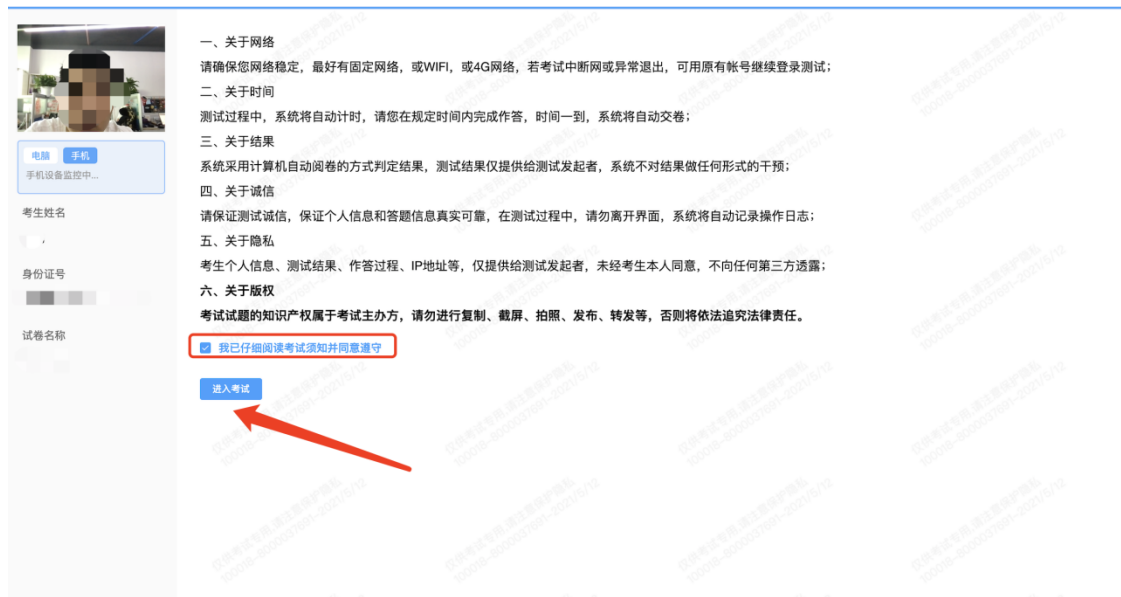 一、关于网络
请确保您网络稳定，最好有固定网络，或WIFI，或4G网络，若考试中断网或异常退出，可用原有帐号继续登录测试；
二、关于时间
测试过程中，系统将自动计时，请您在规定时间内完成作答，时间一到，系统将自动交卷；
三、关于结果
系统采用计算机自动阅卷的方式判定结果，测试结果仅提供给测试发起者，系统不对结果做任何形式的干预；
四、关于诚信
请保证测试诚信，保证个人信息和答题信息真实可靠，在测试过程中，请勿离开界面，系统将自动记录操作日志；
五、关于隐私
考生个人信息、测试结果、作答过程、IP地址等，仅提供给测试发起者，未经考生本人同意，不向任何第三方透露；
六、关于版权
考试试题的知识产权属于考试主办方，请勿进行复制、截屏、拍照、发布、转发等，否则将依法追究法律责任。
我已仔细阅读考试须知并同意遵守
进入考试
电脑 手机
手机设备监控中...
考生姓名
身份证号
试卷名称